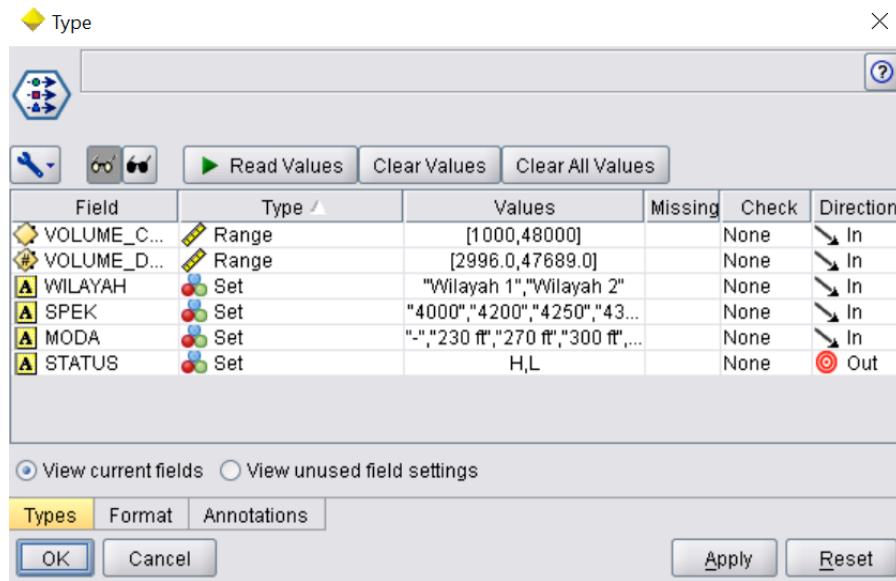 Type
Read Values Clear Values Clear All Values
Field Type Values Missing Check Direction
VOLUME_C... Range [1000,48000] None In
VOLUME_D... Range [2996.0,47689.0] None In
A WILAYAH Set "Wilayah 1","Wilayah 2" None In
A SPEK Set "4000","4200","4250","43... None In
A MODA Set "-","230 ft","270 ft","300 ft",... None In
A STATUS Set H,L None Out
View current fields View unused field settings
Types Format Annotations
OK Cancel Apply Reset